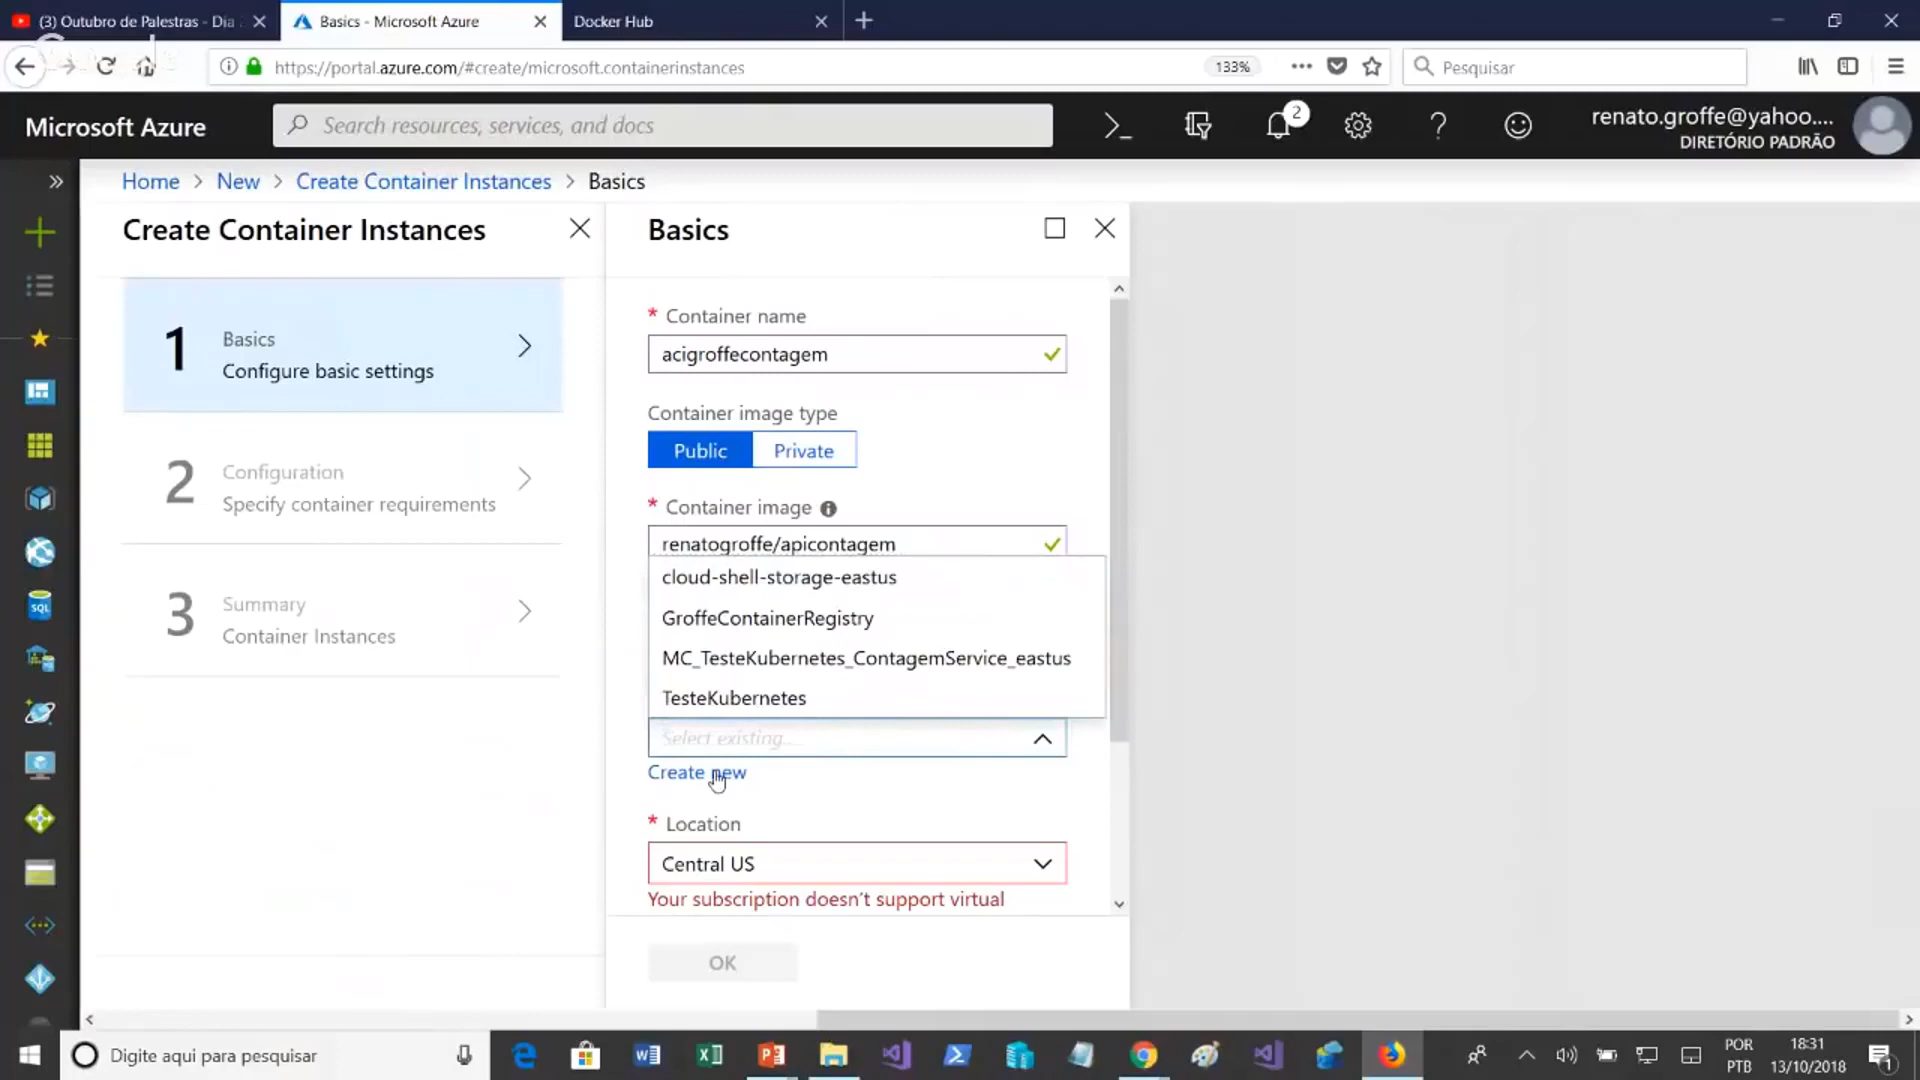 (3) Outubro de Palestras - Dia
Basics - Microsoft Azure
Docker Hub
https://portal.azure.com/#create/microsoft.containerinstances
133%
Pesquisar
Microsoft Azure
Search resources, services, and docs
2
renato.groffe@yahoo....
DIRETÓRIO PADRÃO
Home > New > Create Container Instances > Basics
Create Container Instances
Basics
1
Basics
Configure basic settings
2
Configuration
Specify container requirements
3
Summary
Container Instances
* Container name
acigroffecontagem
Container image type
Public
Private
* Container image
renatogroffe/apicontagem
cloud-shell-storage-eastus
GroffeContainerRegistry
MC_TesteKubernetes_ContagemService_eastus
TesteKubernetes
Select existing...
Create new
* Location
Central US
Your subscription doesn't support virtual
OK
SQL
Digite aqui para pesquisar
POR
PTB
18:31
13/10/2018
1